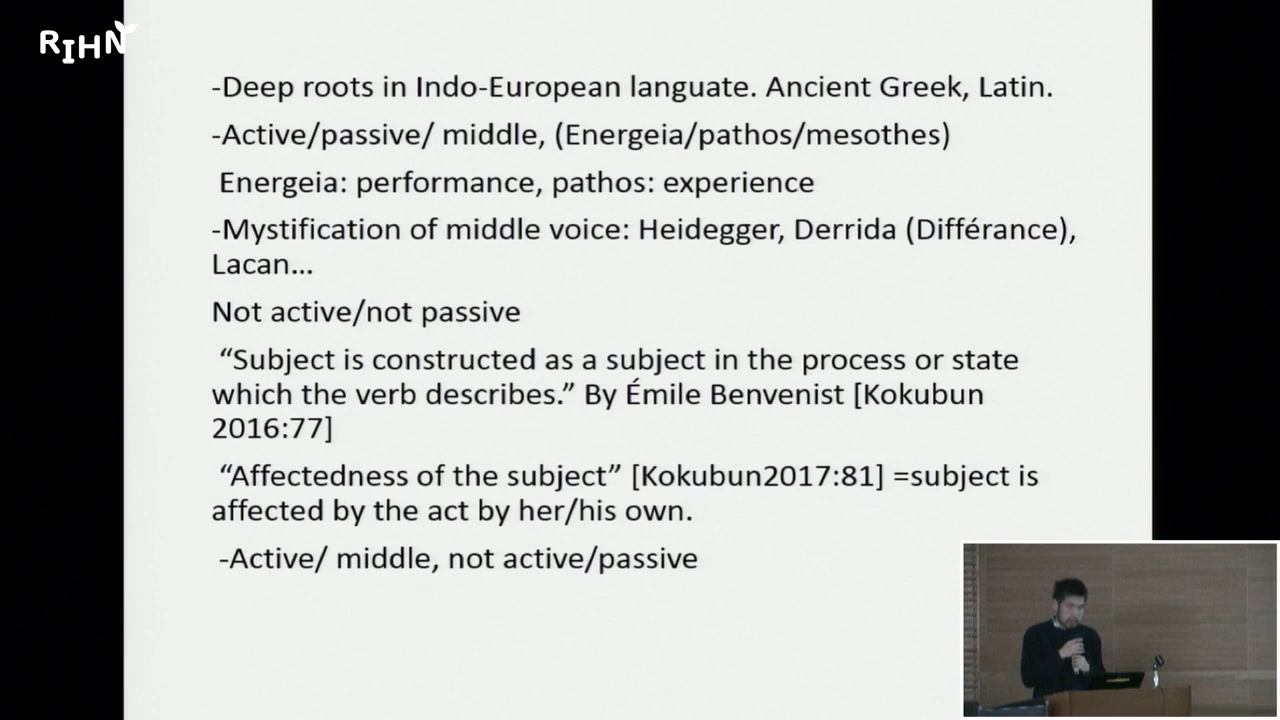 RIHN
-Deep roots in Indo-European languate. Ancient Greek, Latin.
-Active/passive/ middle, (Energeia/pathos/mesothes)
Energeia: performance, pathos: experience
-Mystification of middle voice: Heidegger, Derrida (Différance),
Lacan...
Not active/not passive
“Subject is constructed as a subject in the process or state
which the verb describes.” By Émile Benvenist [Kokubun
2016:77]
“Affectedness of the subject” [Kokubun2017:81] =subject is
affected by the act by her/his own.
-Active/ middle, not active/passive